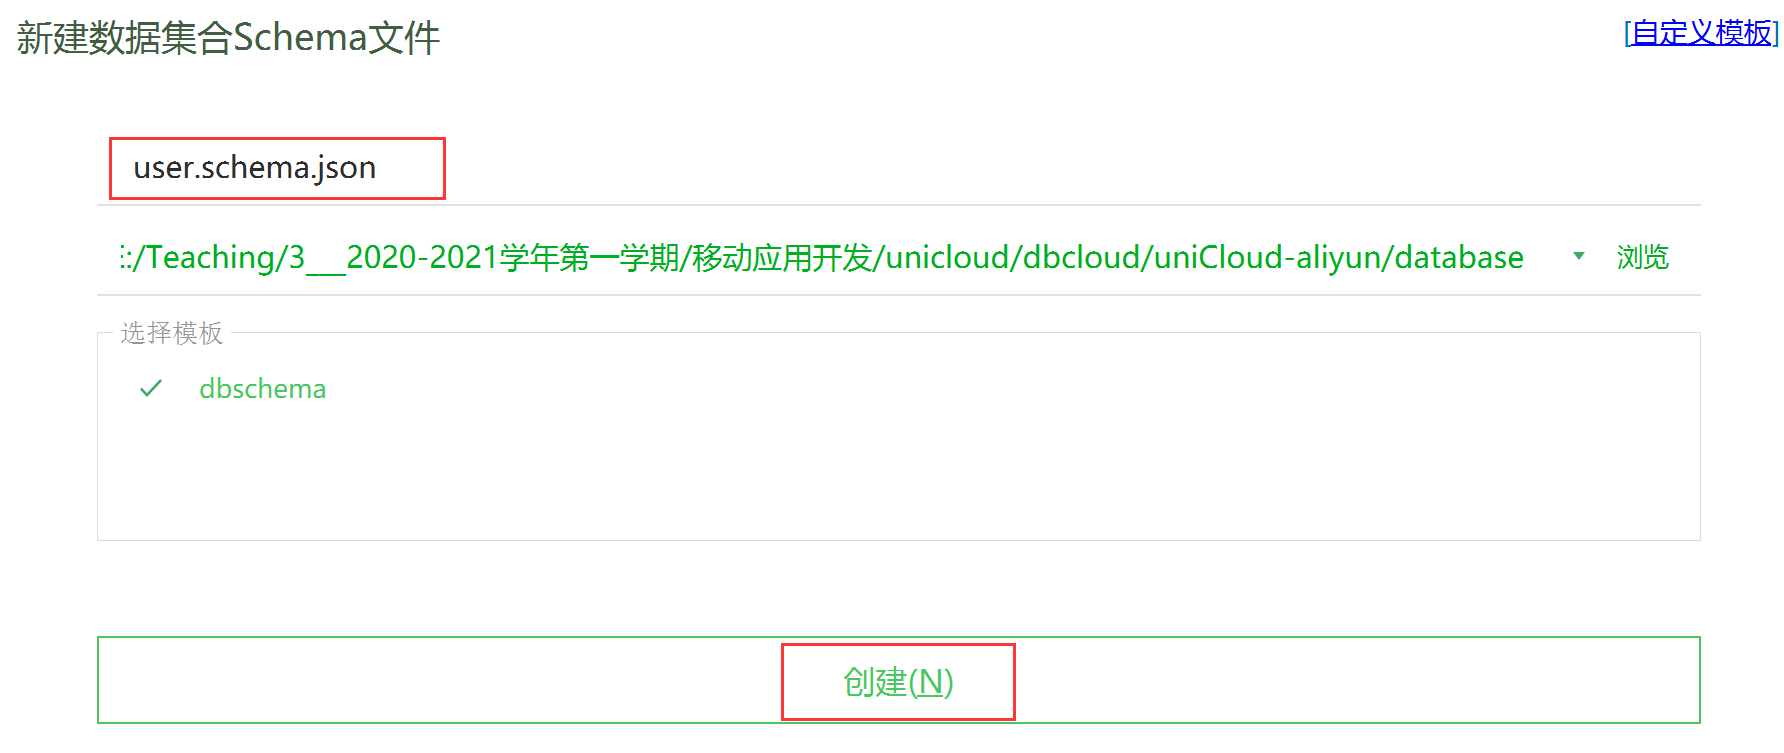 新建数据集合Schema文件
[自定义模板]
user.schema.json
:/Teaching/3___2020-2021学年第一学期/移动应用开发/unicloud/dbcloud/uniCloud-aliyun/database
浏览
选择模板
dbschema
创建(N)